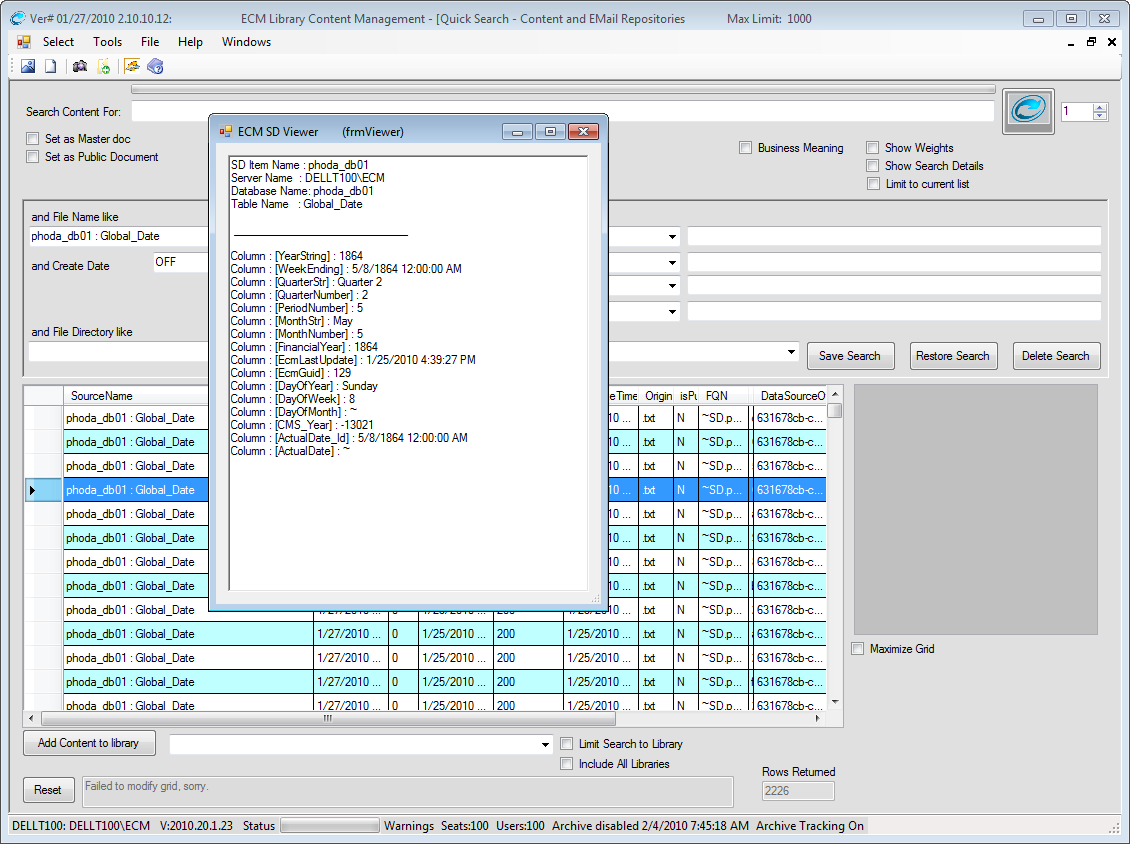 Ver# 01/27/2010 2.10.10.12: ECM Library Content Management - [Quick Search - Content and EMail Repositories Max Limit: 1000
Select Tools File Help Windows
Search Content For:
1
Set as Master doc
Set as Public Document
Business Meaning
Show Weights
Show Search Details
Limit to current list
and File Name like
phoda_db01 : Global_Date
and Create Date OFF
and File Directory like
Save Search Restore Search Delete Search
ECM SD Viewer (frmViewer)
SD Item Name : phoda_db01
Server Name : DELLT100\ECM
Database Name: phoda_db01
Table Name : Global_Date
Column : [YearString] : 1864
Column : [WeekEnding] : 5/8/1864 12:00:00 AM
Column : [QuarterStr] : Quarter 2
Column : [QuarterNumber] : 2
Column : [PeriodNumber] : 5
Column : [MonthStr] : May
Column : [MonthNumber] : 5
Column : [FinancialYear] : 1864
Column : [EcmLastUpdate] : 1/25/2010 4:39:27 PM
Column : [EcmGuid] : 129
Column : [DayOfYear] : Sunday
Column : [DayOfWeek] : 8
Column : [DayOfMonth] : ~
Column : [CMS_Year] : -13021
Column : [ActualDate_Id] : 5/8/1864 12:00:00 AM
Column : [ActualDate] : ~
SourceName eTime Origin isPu FQN DataSourceO
phoda_db01 : Global_Date 10 ... .txt N ~SD.p... 631678cb-c...
phoda_db01 : Global_Date 10 ... .txt N ~SD.p... 631678cb-c...
phoda_db01 : Global_Date 10 ... .txt N ~SD.p... 631678cb-c...
phoda_db01 : Global_Date 10 ... .txt N ~SD.p... 631678cb-c...
phoda_db01 : Global_Date 10 ... .txt N ~SD.p... 631678cb-c...
phoda_db01 : Global_Date 10 ... .txt N ~SD.p... 631678cb-c...
phoda_db01 : Global_Date 10 ... .txt N ~SD.p... 631678cb-c...
phoda_db01 : Global_Date 10 ... .txt N ~SD.p... 631678cb-c...
phoda_db01 : Global_Date 1/27/2010 ... 0 1/25/2010 ... 200 1/25/2010 ... .txt N ~SD.p... 631678cb-c...
phoda_db01 : Global_Date 1/27/2010 ... 0 1/25/2010 ... 200 1/25/2010 ... .txt N ~SD.p... 631678cb-c...
phoda_db01 : Global_Date 1/27/2010 ... 0 1/25/2010 ... 200 1/25/2010 ... .txt N ~SD.p... 631678cb-c...
phoda_db01 : Global_Date 1/27/2010 ... 0 1/25/2010 ... 200 1/25/2010 ... .txt N ~SD.p... 631678cb-c...
phoda_db01 : Global_Date 1/27/2010 ... 0 1/25/2010 ... 200 1/25/2010 ... .txt N ~SD.p... 631678cb-c...
Maximize Grid
Add Content to library
Limit Search to Library
Include All Libraries
Reset
Failed to modify grid, sorry.
Rows Returned
2226
DELLT100: DELLT100\ECM V:2010.20.1.23 Status Warnings Seats:100 Users:100 Archive disabled 2/4/2010 7:45:18 AM Archive Tracking On